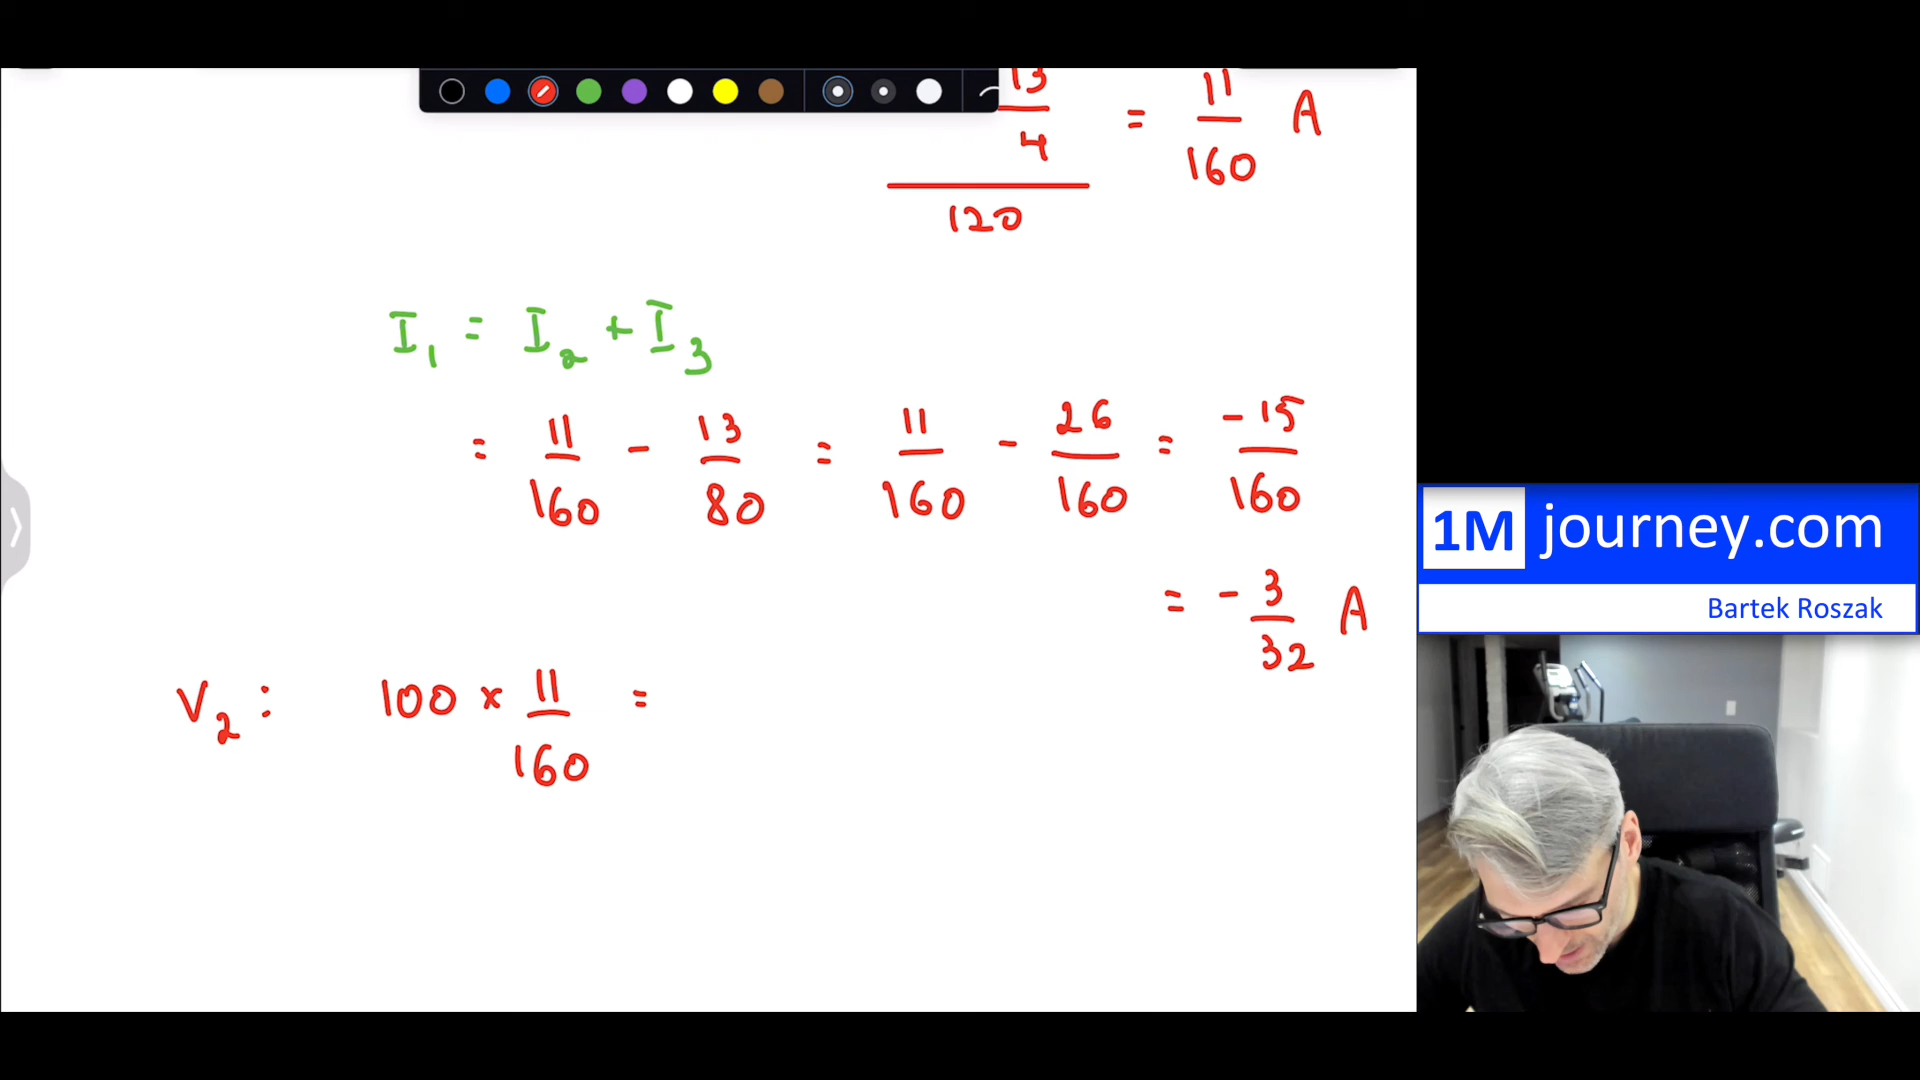 13/4 / 120 = 11/160 A
I₁ = I₂ + I₃
= 11/160 - 13/80 = 11/160 - 26/160 = -15/160
= - 3/32 A
V₂ : 100 × 11/160 =
1M journey.com
Bartek Roszak